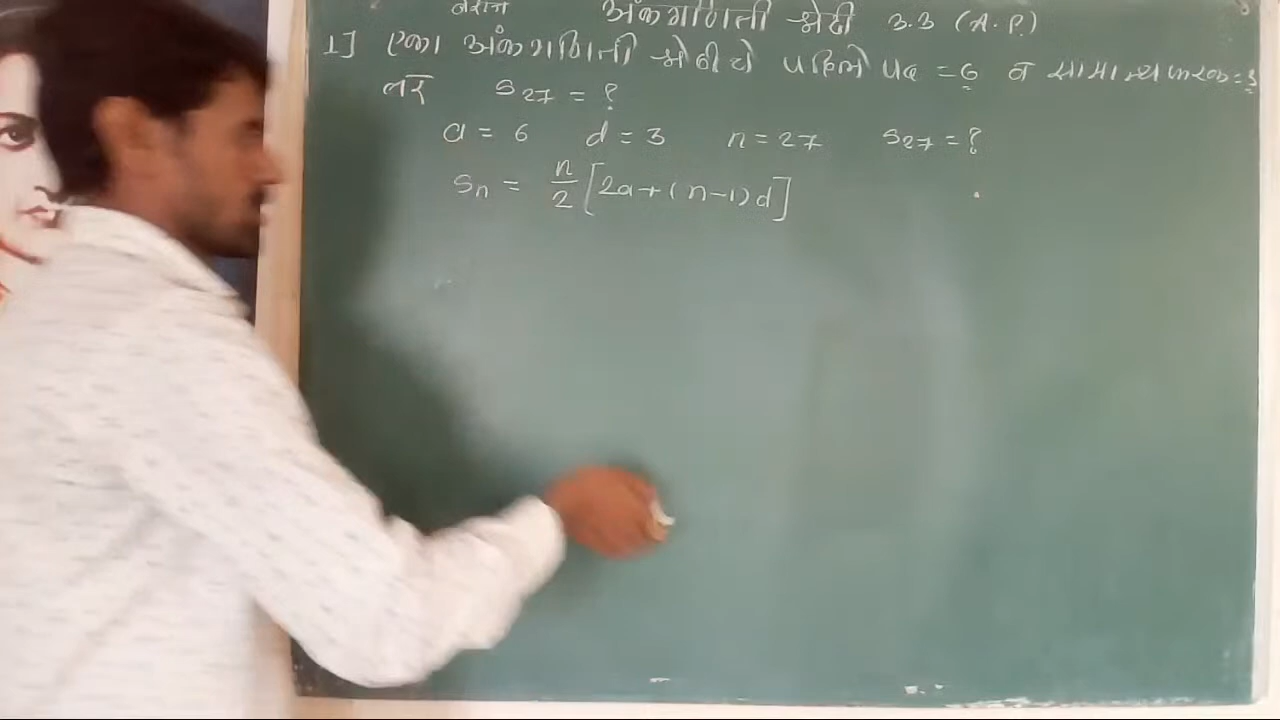 बेरीज अंकगणिती श्रेढी 3.3 (A.P.)
1] एका अंकगणिती श्रेढीचे पहिले पद = 6 व सामान्य फरक = 3
तर S27 = ?
a = 6 d = 3 n = 27 S27 = ?
Sn = n/2 [2a + (n-1)d]